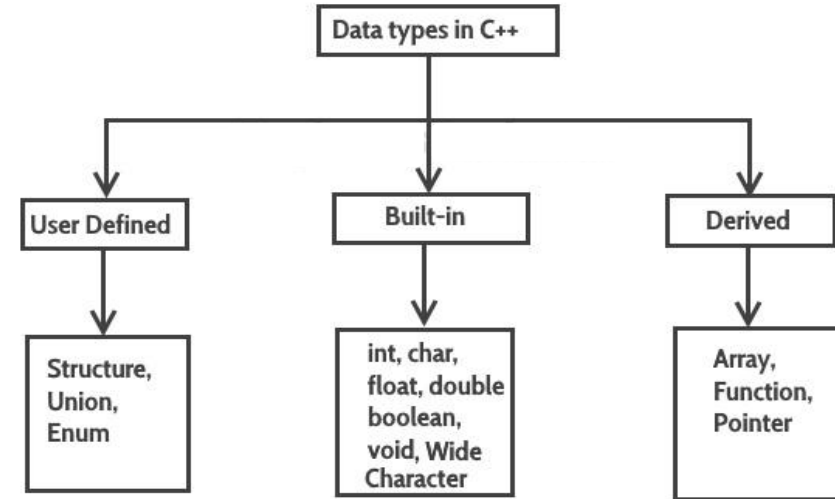 Data types in C++
User Defined
Built-in
Derived
Structure,
Union,
Enum
int, char,
float, double
boolean,
void, Wide
Character
Array,
Function,
Pointer